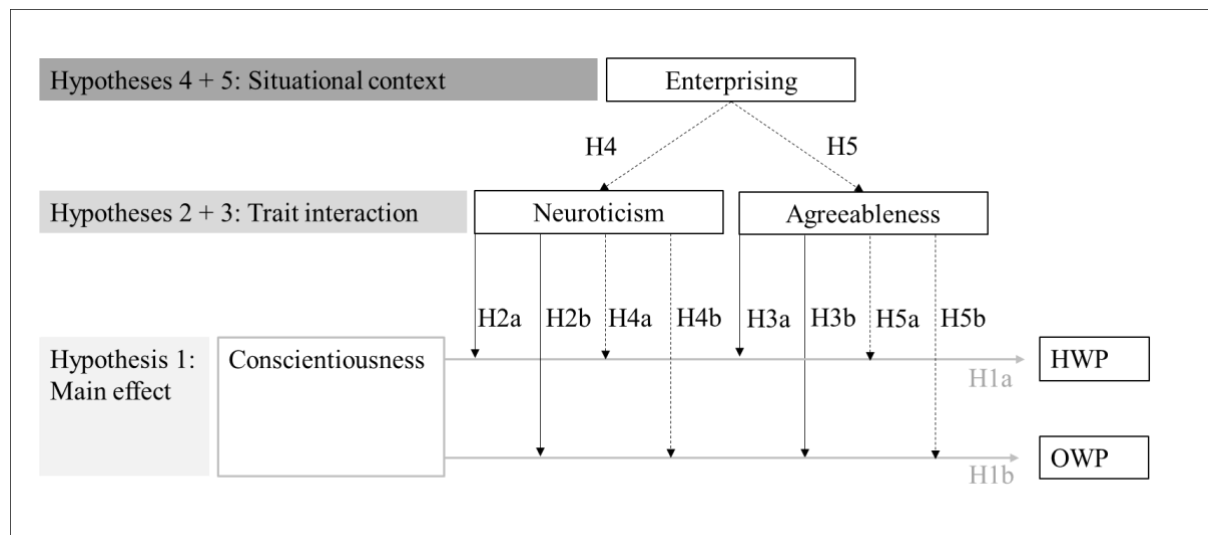 Hypotheses 4 + 5: Situational context
Enterprising
H4
H5
Hypotheses 2 + 3: Trait interaction
Neuroticism
Agreeableness
H2a
H2b
H4a
H4b
H3a
H3b
H5a
H5b
Hypothesis 1:
Main effect
Conscientiousness
H1a
HWP
H1b
OWP